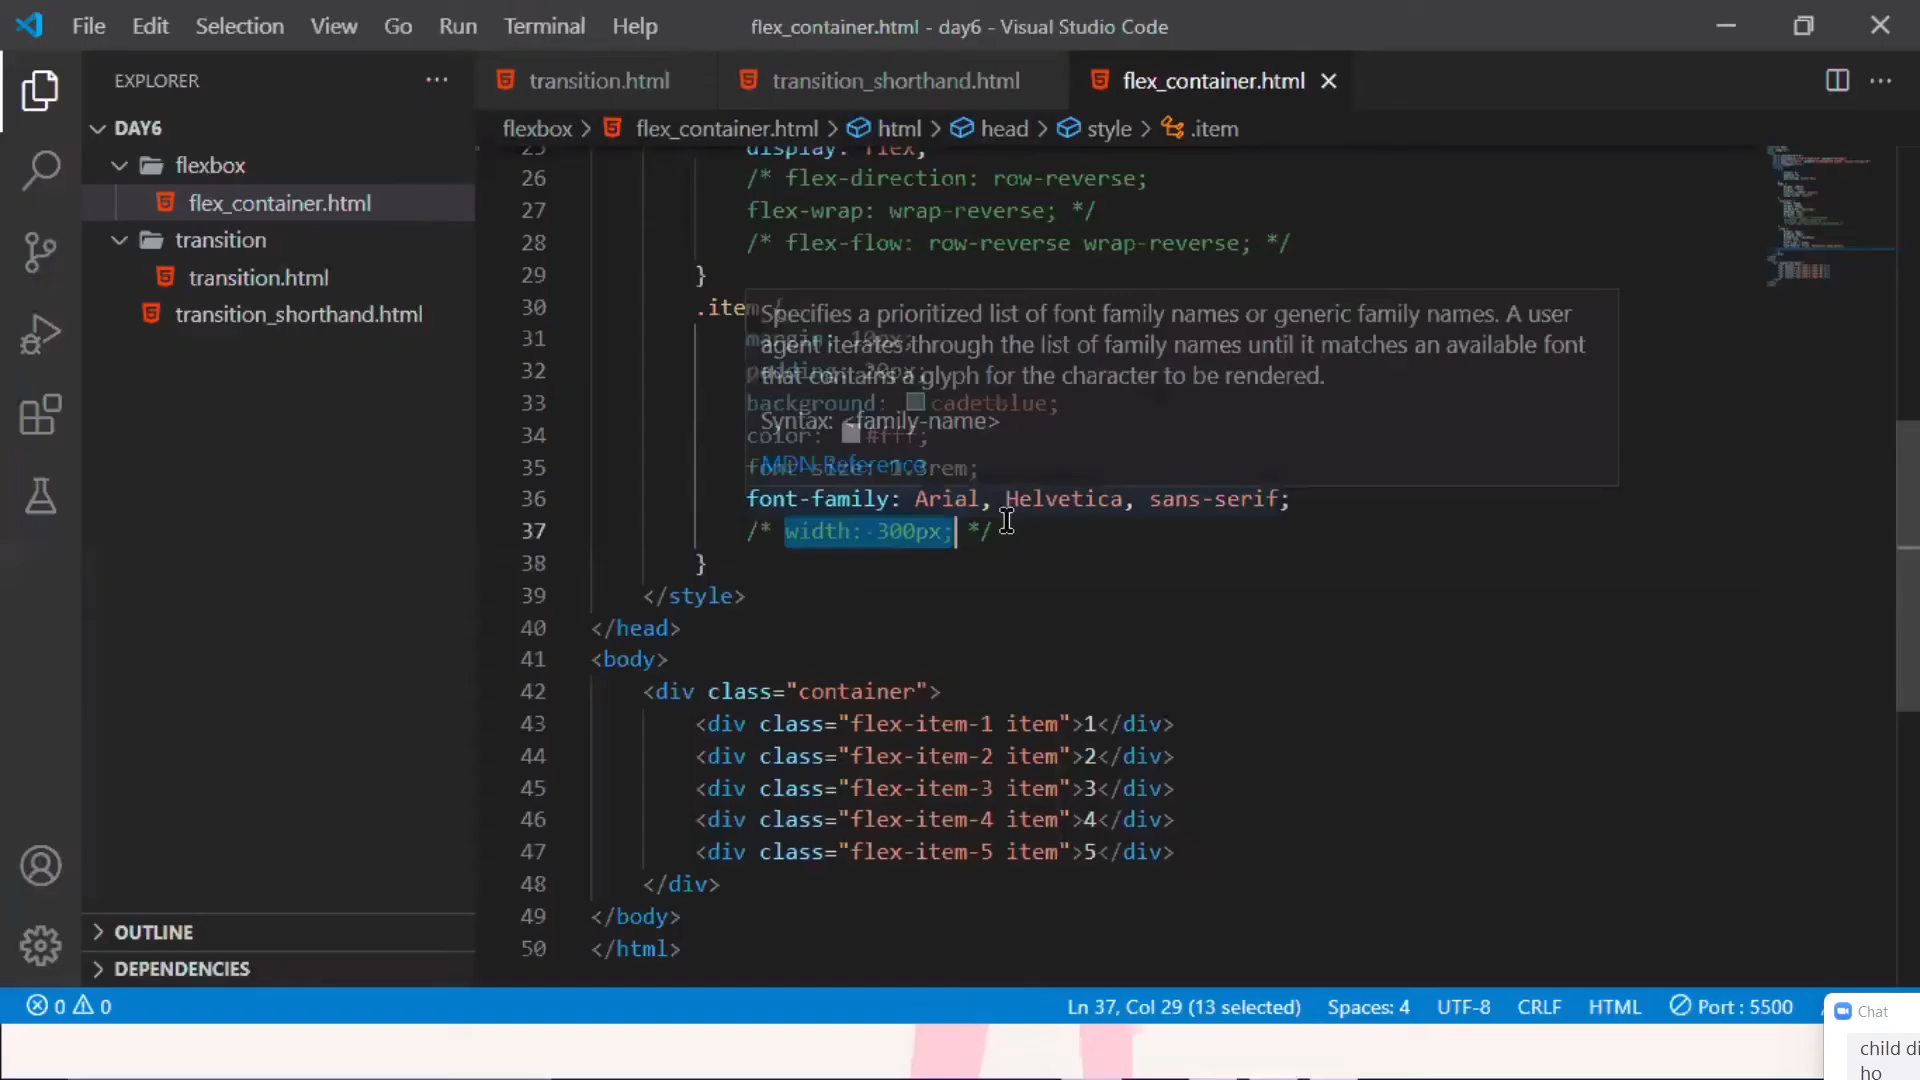 File Edit Selection View Go Run Terminal Help
flex_container.html - day6 - Visual Studio Code
EXPLORER
transition.html transition_shorthand.html flex_container.html
flexbox > flex_container.html > html > head > style > .item
DAY6
flexbox
flex_container.html
transition
transition.html
transition_shorthand.html
OUTLINE
DEPENDENCIES
25 display: flex;
26 /* flex-direction: row-reverse;
27 flex-wrap: wrap-reverse; */
28 /* flex-flow: row-reverse wrap-reverse; */
29 }
30 .item{
Specifies a prioritized list of font family names or generic family names. A user
agent iterates through the list of family names until it matches an available font
that contains a glyph for the character to be rendered.
Syntax: <family-name>
MDN Reference
31 margin: 10px;
32 padding: 20px;
33 background: cadetblue;
34 color: #fff;
35 font-size: 1.3rem;
36 font-family: Arial, Helvetica, sans-serif;
37 /* width: 300px; */
38 }
39 </style>
40 </head>
41 <body>
42 <div class="container">
43 <div class="flex-item-1 item">1</div>
44 <div class="flex-item-2 item">2</div>
45 <div class="flex-item-3 item">3</div>
46 <div class="flex-item-4 item">4</div>
47 <div class="flex-item-5 item">5</div>
48 </div>
49 </body>
50 </html>
0 0 Ln 37, Col 29 (13 selected) Spaces: 4 UTF-8 CRLF HTML Port : 5500
Chat
child di
ho